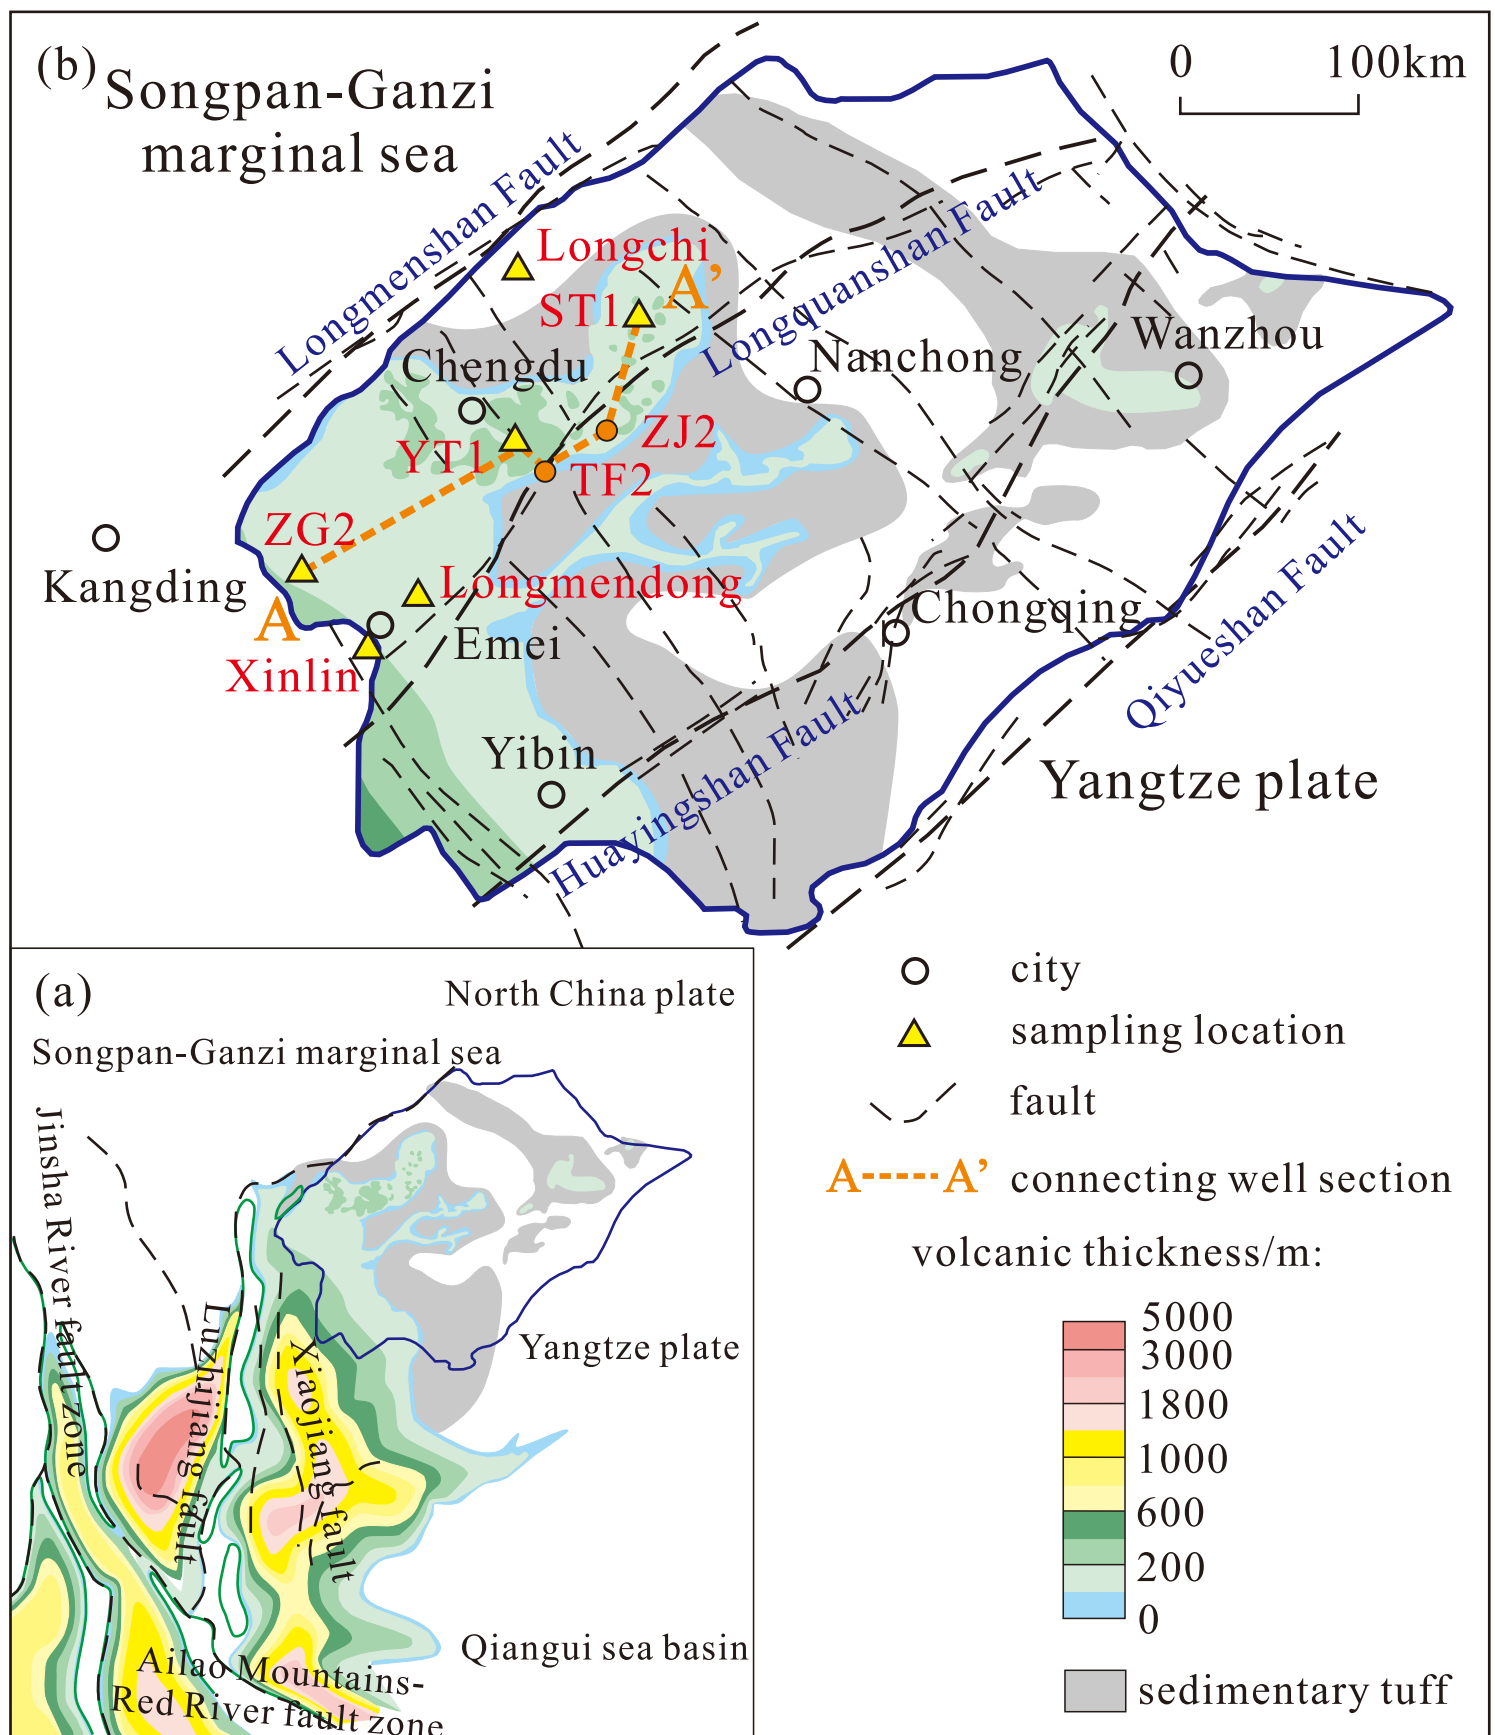 (b)
Songpan-Ganzi
marginal sea
0
100km
Longmenshan Fault
Longquanshan Fault
Longchi
A’
ST1
Wanzhou
Nanchong
Chengdu
ZJ2
YT1
TF2
ZG2
Kangding
Longmendong
A
Emei
Xinlin
Chongqing
Qiyueshan Fault
Yibin
Huayingshan Fault
Yangtze plate
city
sampling location
fault
A
A’
connecting well section
volcanic thickness/m:
5000
3000
1800
1000
600
200
0
sedimentary tuff
(a)
North China plate
Songpan-Ganzi marginal sea
Jinsha River fault zone
Luzhijiang fault
Xiaojiang fault
Yangtze plate
Qiangui sea basin
Ailao Mountains-
Red River fault zone